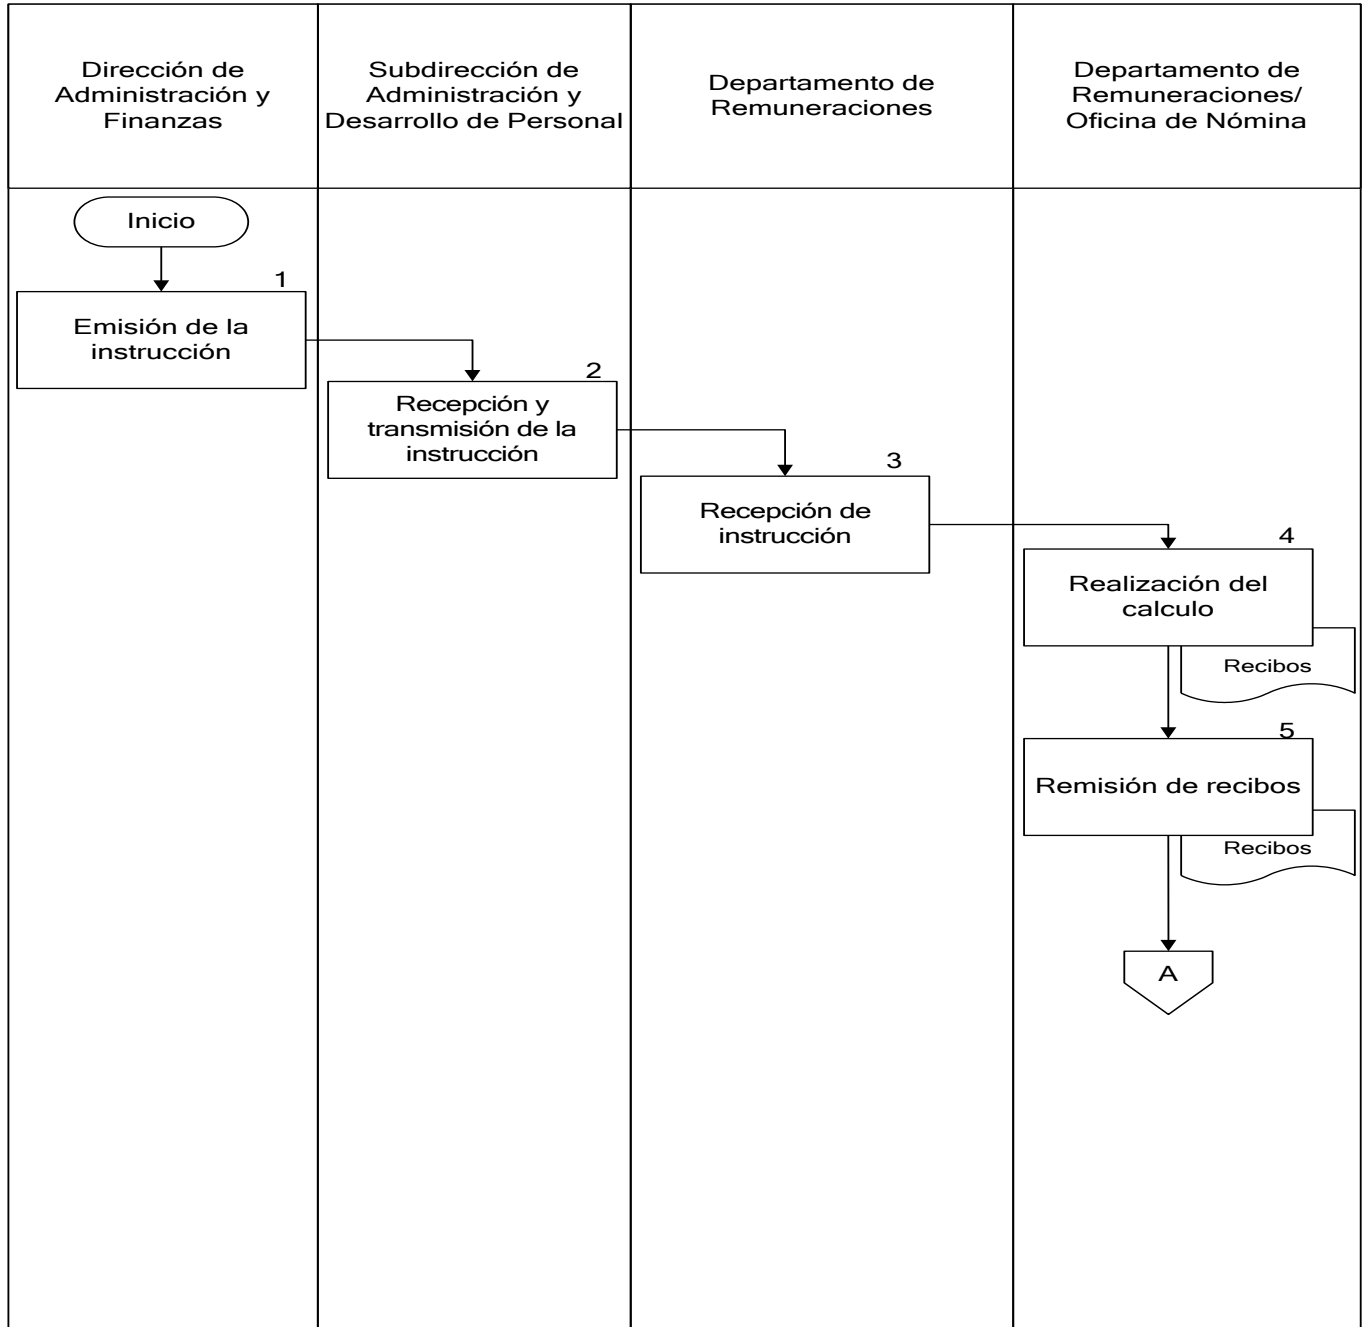 Dirección de
Administración y
Finanzas
Subdirección de
Administración y
Desarrollo de Personal
Departamento de
Remuneraciones
Departamento de
Remuneraciones/
Oficina de Nómina
Inicio
1
Emisión de la
instrucción
2
Recepción y
transmisión de la
instrucción
3
Recepción de
instrucción
4
Realización del
calculo
Recibos
5
Remisión de recibos
Recibos
A